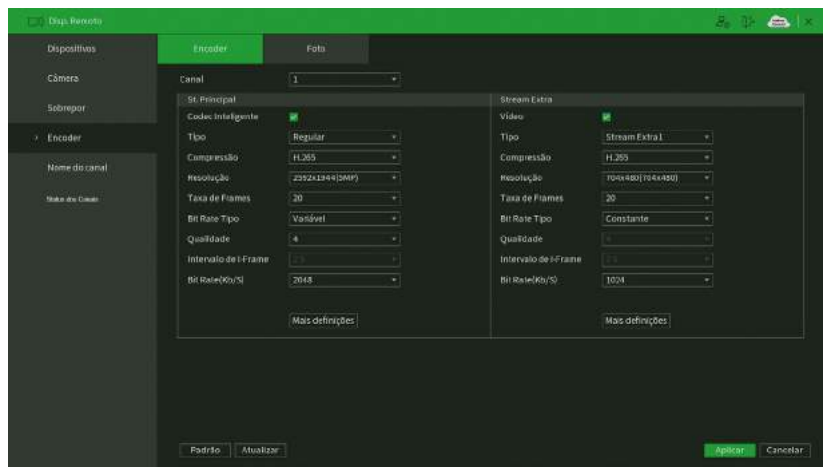 Disp. Remoto
Dispositivos
Câmera
Sobrepor
Encoder
Nome do canal
Status dos Canais
Encoder Foto
Canal 1
St. Principal
Codec Inteligente
Tipo Regular
Compressão H.265
Resolução 2592x1944(5MP)
Taxa de Frames 20
Bit Rate Tipo Variável
Qualidade 4
Intervalo de I-Frame
Bit Rate(Kb/S) 2048
Mais definições
Stream Extra
Vídeo
Tipo Stream Extra1
Compressão H.265
Resolução 704x480(704x480)
Taxa de Frames 20
Bit Rate Tipo Constante
Qualidade
Intervalo de I-Frame
Bit Rate(Kb/S) 1024
Mais definições
Padrão Atualizar Aplicar Cancelar